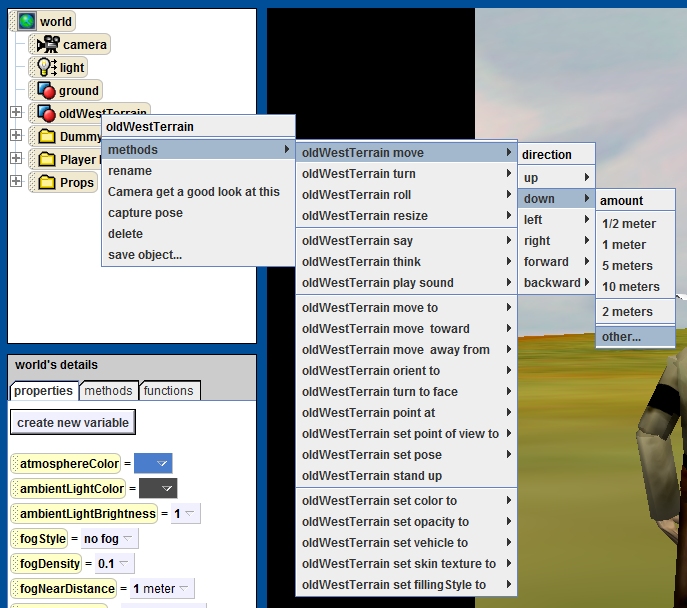 world
camera
light
ground
oldWestTerrain
Dummy
Player
Props
oldWestTerrain
methods
rename
Camera get a good look at this
capture pose
delete
save object...
oldWestTerrain move
oldWestTerrain turn
oldWestTerrain roll
oldWestTerrain resize
oldWestTerrain say
oldWestTerrain think
oldWestTerrain play sound
oldWestTerrain move to
oldWestTerrain move toward
oldWestTerrain move away from
oldWestTerrain orient to
oldWestTerrain turn to face
oldWestTerrain point at
oldWestTerrain set point of view to
oldWestTerrain set pose
oldWestTerrain stand up
oldWestTerrain set color to
oldWestTerrain set opacity to
oldWestTerrain set vehicle to
oldWestTerrain set skin texture to
oldWestTerrain set fillingStyle to
direction
up
down
left
right
forward
backward
amount
1/2 meter
1 meter
5 meters
10 meters
2 meters
other...
world's details
properties methods functions
create new variable
atmosphereColor =
ambientLightColor =
ambientLightBrightness = 1
fogStyle = no fog
fogDensity = 0.1
fogNearDistance = 1 meter